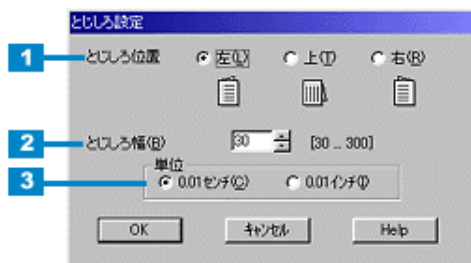 とじしろ設定
1 とじしろ位置 左(L) 上(T) 右(R)
2 とじしろ幅(B) 30 [30 ... 300]
単位
3 0.01センチ(C) 0.01インチ(I)
OK キャンセル Help